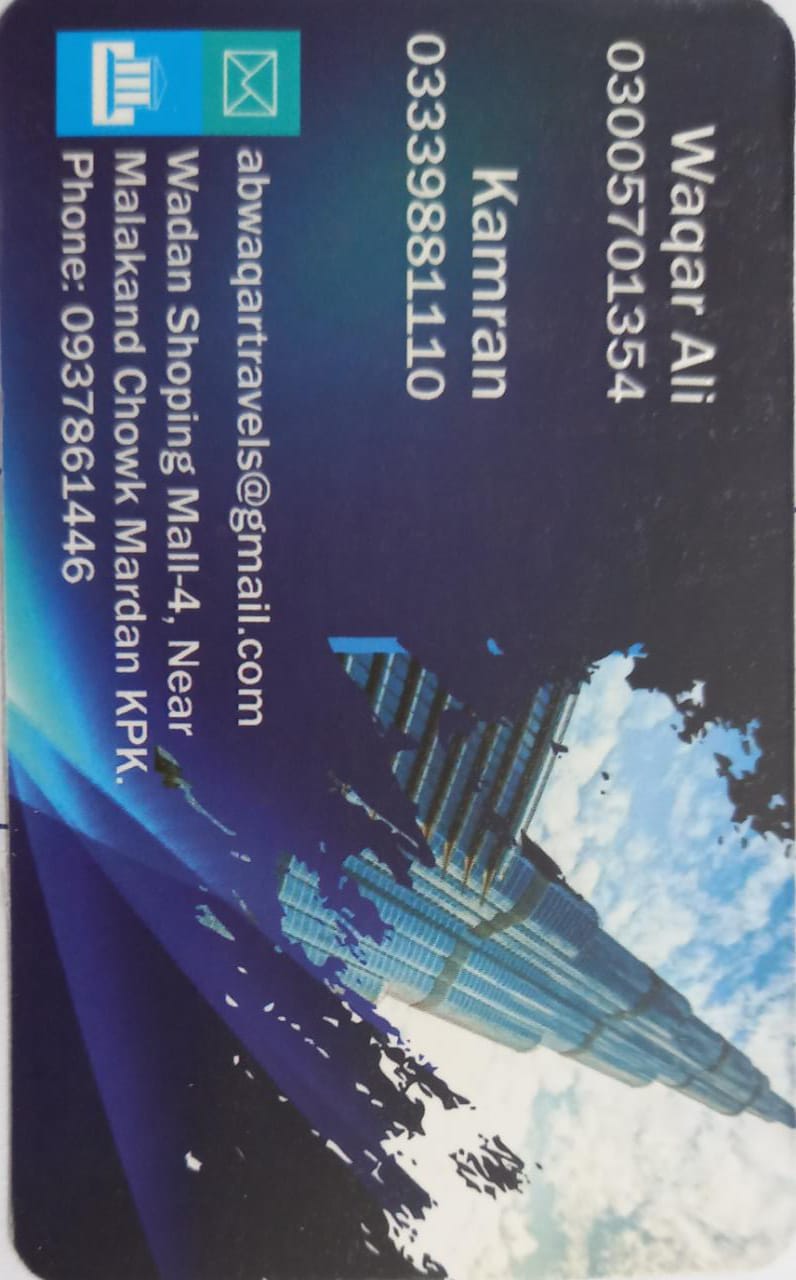 Waqar Ali
03005701354
Kamran
03339881110
abwaqartravels@gmail.com
Wadan Shoping Mall-4, Near
Malakand Chowk Mardan KPK.
Phone: 0937861446